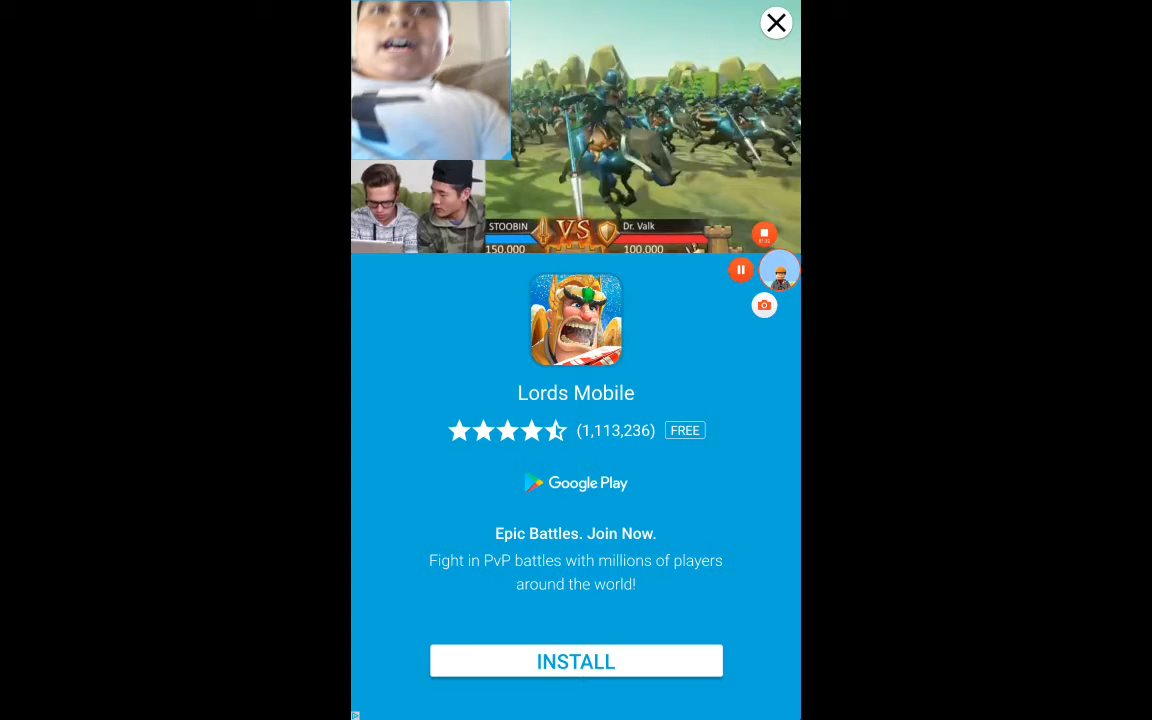 STOOBIN VS Dr. Valk
150,000 100,000
Lords Mobile
(1,113,236) FREE
Google Play
Epic Battles. Join Now.
Fight in PvP battles with millions of players
around the world!
INSTALL